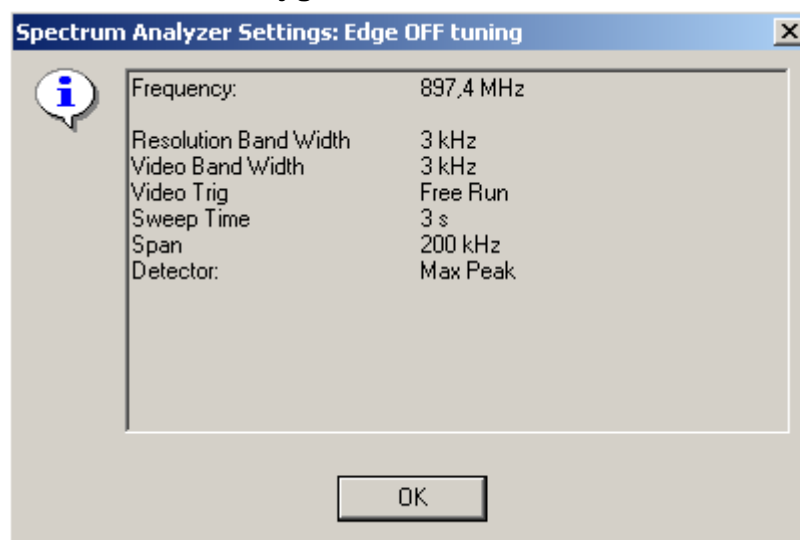 Spectrum Analyzer Settings: Edge OFF tuning
Frequency: 897,4 MHz
Resolution Band Width 3 kHz
Video Band Width 3 kHz
Video Trig Free Run
Sweep Time 3 s
Span 200 kHz
Detector: Max Peak
OK